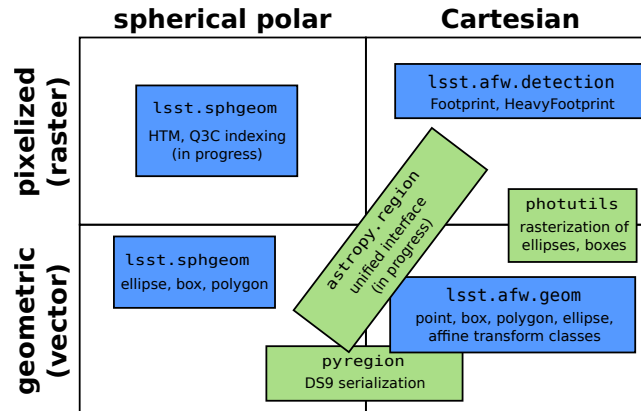 spherical polar
Cartesian
pixelized
(raster)
lsst.sphgeom
HTM, Q3C indexing
(in progress)
lsst.afw.detection
Footprint, HeavyFootprint
astropy.region
unified interface
(in progress)
photutils
rasterization of
ellipses, boxes
geometric
(vector)
lsst.sphgeom
ellipse, box, polygon
lsst.afw.geom
point, box, polygon, ellipse,
affine transform classes
pyregion
DS9 serialization